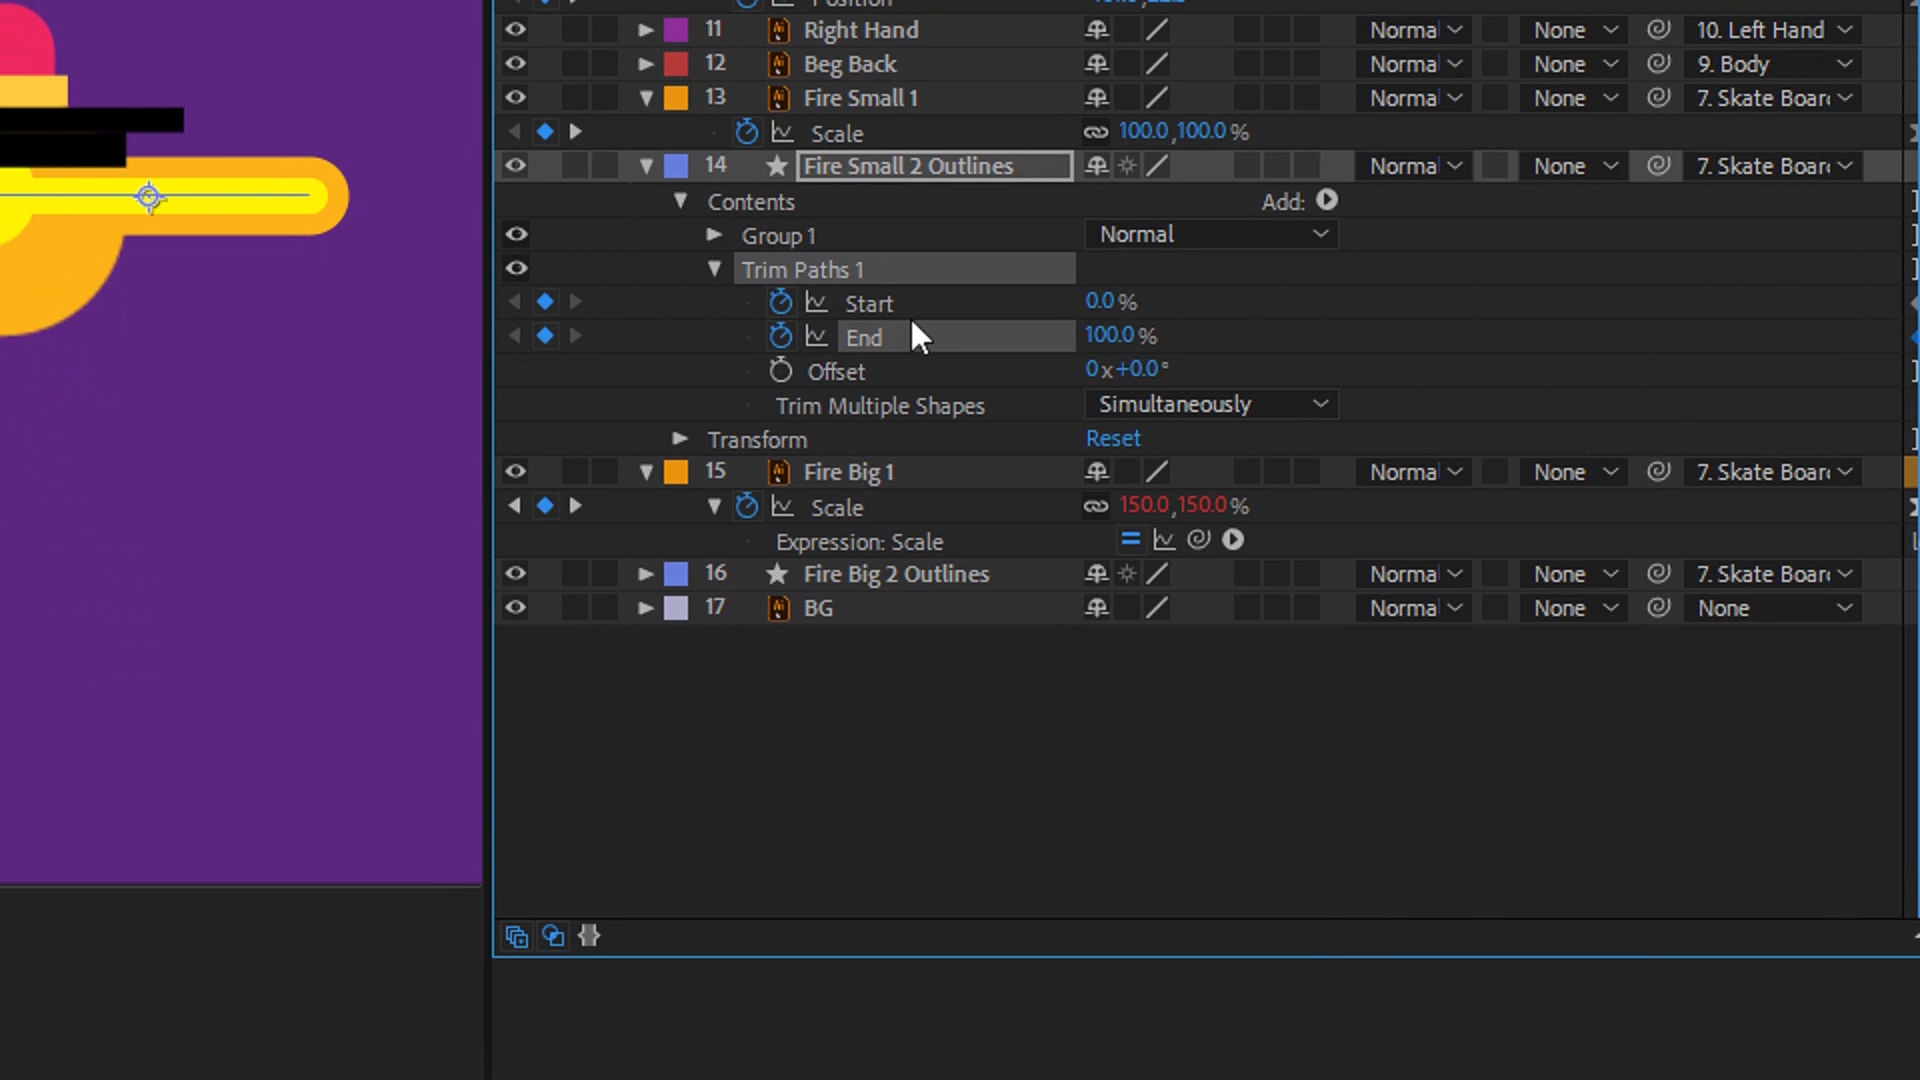 Position
11 Right Hand Normal None 10. Left Hand
12 Beg Back Normal None 9. Body
13 Fire Small 1 Normal None 7. Skate Boar
Scale 100.0,100.0 %
14 Fire Small 2 Outlines Normal None 7. Skate Boar
Contents Add:
Group 1 Normal
Trim Paths 1
Start 0.0 %
End 100.0 %
Offset 0x+0.0°
Trim Multiple Shapes Simultaneously
Transform Reset
15 Fire Big 1 Normal None 7. Skate Boar
Scale 150.0,150.0 %
Expression: Scale
16 Fire Big 2 Outlines Normal None 7. Skate Boar
17 BG Normal None None